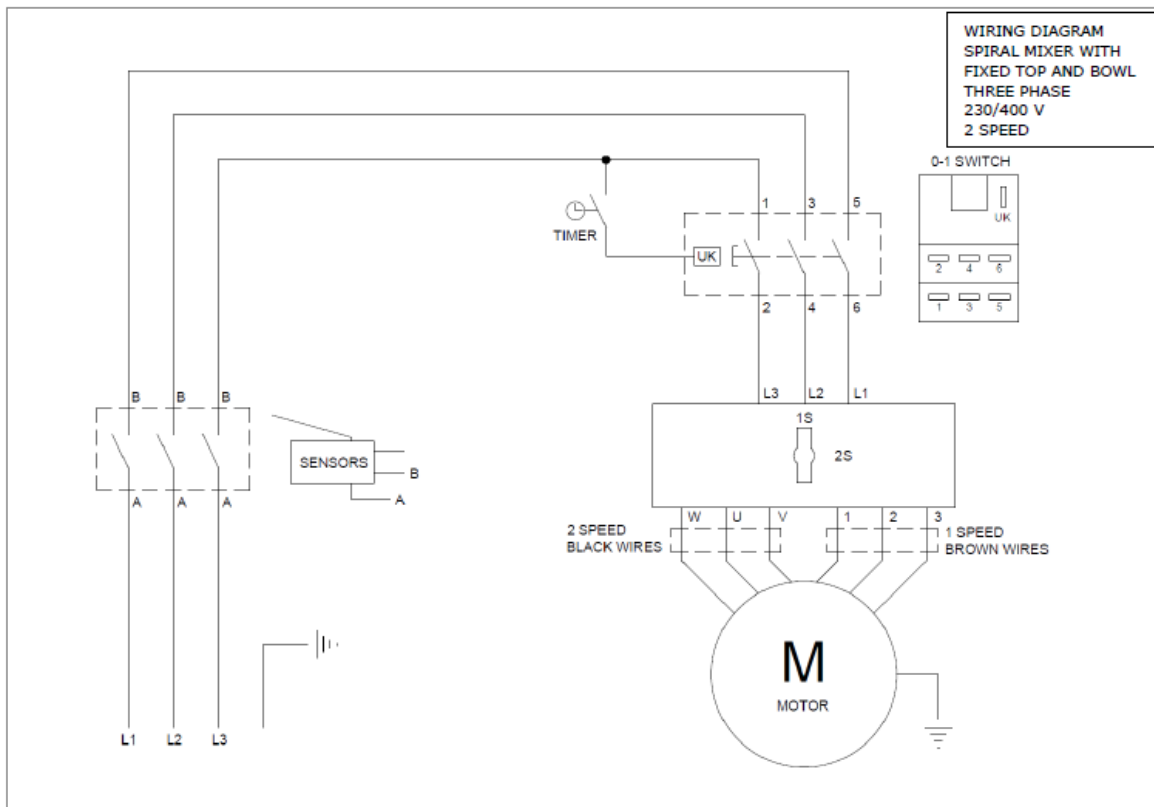 WIRING DIAGRAM
SPIRAL MIXER WITH
FIXED TOP AND BOWL
THREE PHASE
230/400 V
2 SPEED
0-1 SWITCH
UK
2 4 6
1 3 5
1 3 5
TIMER
UK
2 4 6
B B B
SENSORS
B
A
A A A
L3 L2 L1
1S
2S
W U V 1 2 3
2 SPEED
BLACK WIRES
1 SPEED
BROWN WIRES
M
MOTOR
L1 L2 L3